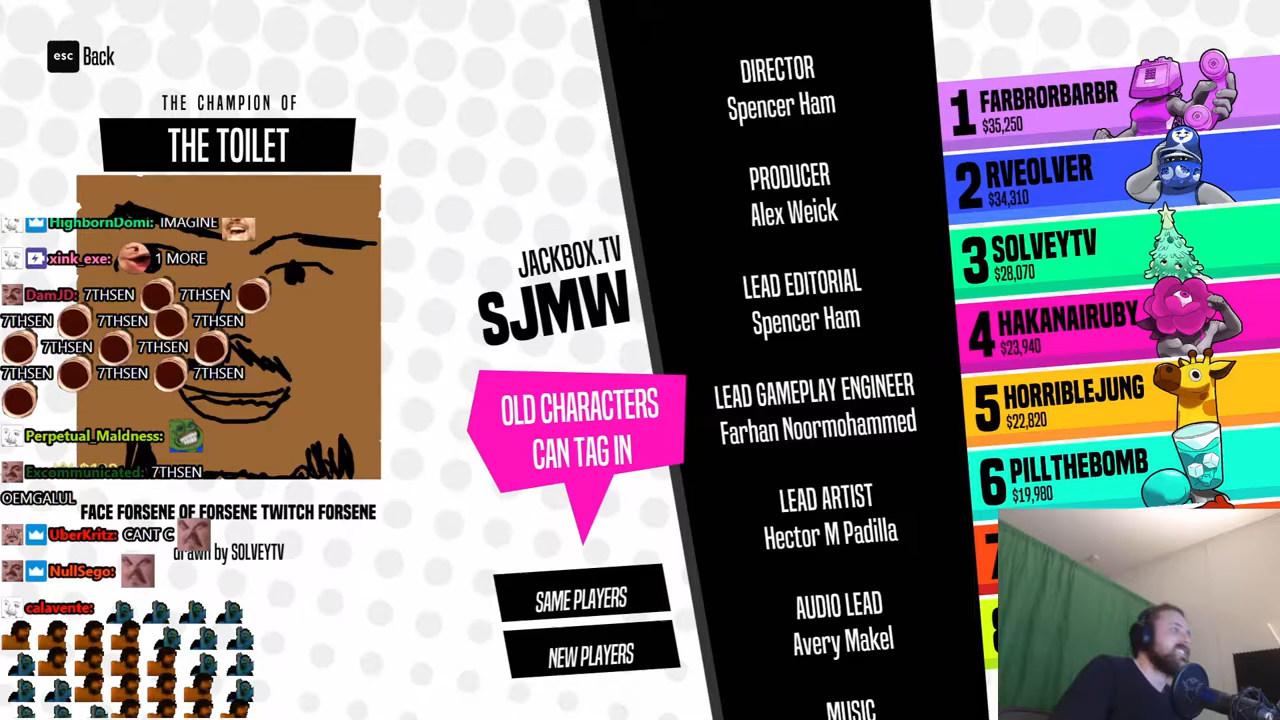 esc Back
THE CHAMPION OF
THE TOILET
HighbornDomi: IMAGINE
xink_exe: 1 MORE
DamJD: 7THSEN 7THSEN
7THSEN 7THSEN 7THSEN
7THSEN 7THSEN
7THSEN 7THSEN 7THSEN
Perpetual_Maldness:
Excommunicated: 7THSEN
OEMGALUL
FACE FORSENE OF FORSENE TWITCH FORSENE
UberKritz: CANT C
drawn by SOLVEYTV
NullSego:
calavente:
JACKBOX.TV
SJMW
OLD CHARACTERS
CAN TAG IN
SAME PLAYERS
NEW PLAYERS
DIRECTOR
Spencer Ham
PRODUCER
Alex Weick
LEAD EDITORIAL
Spencer Ham
LEAD GAMEPLAY ENGINEER
Farhan Noormohammed
LEAD ARTIST
Hector M Padilla
AUDIO LEAD
Avery Makel
MUSIC
1 FARBRORBARBR
$35,250
2 RVEOLVER
$34,310
3 SOLVEYTV
$28,070
4 HAKANAIRUBY
$23,940
5 HORRIBLEJUNG
$22,820
6 PILLTHEBOMB
$19,980
7